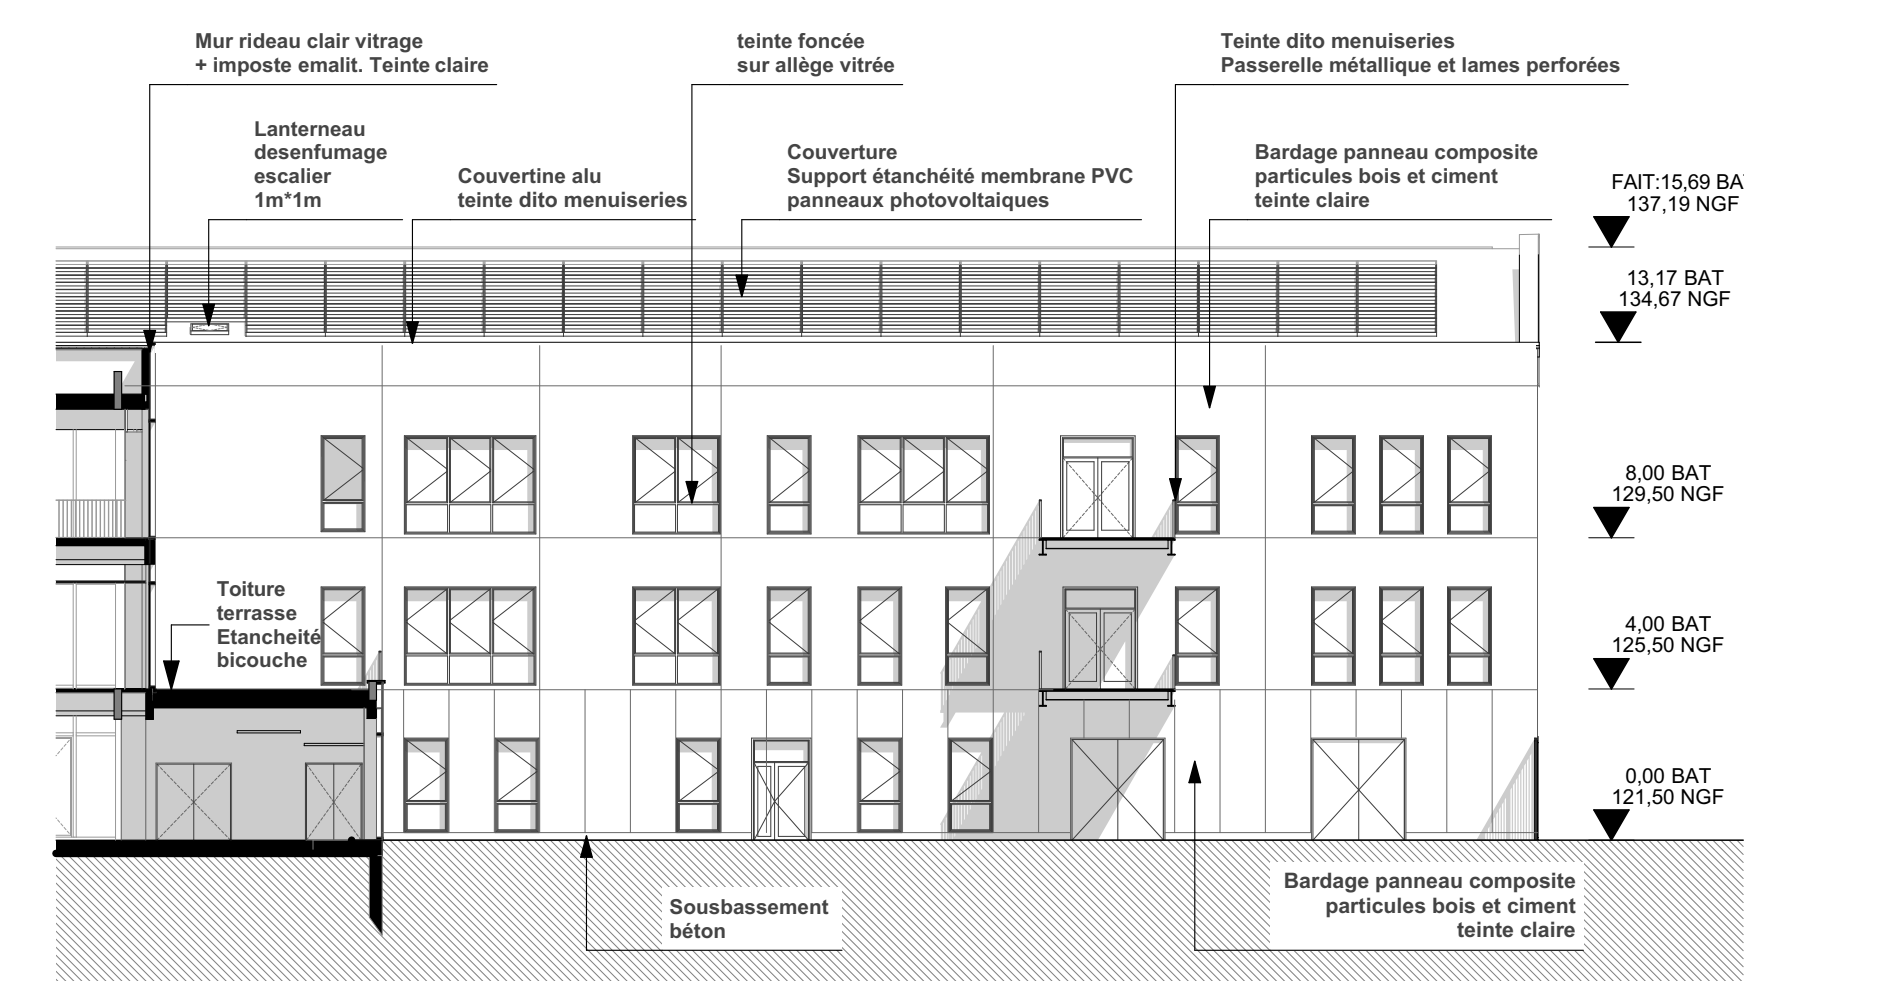 Mur rideau clair vitrage
+ imposte emalit. Teinte claire
teinte foncée
sur allège vitrée
Teinte dito menuiseries
Passerelle métallique et lames perforées
Lanterneau
desenfumage
escalier
1m*1m
Couvertine alu
teinte dito menuiseries
Couverture
Support étanchéité membrane PVC
panneaux photovoltaiques
Bardage panneau composite
particules bois et ciment
teinte claire
FAIT:15,69 BA
137,19 NGF
13,17 BAT
134,67 NGF
8,00 BAT
129,50 NGF
Toiture
terrasse
Etancheité
bicouche
4,00 BAT
125,50 NGF
0,00 BAT
121,50 NGF
Sousbassement
béton
Bardage panneau composite
particules bois et ciment
teinte claire